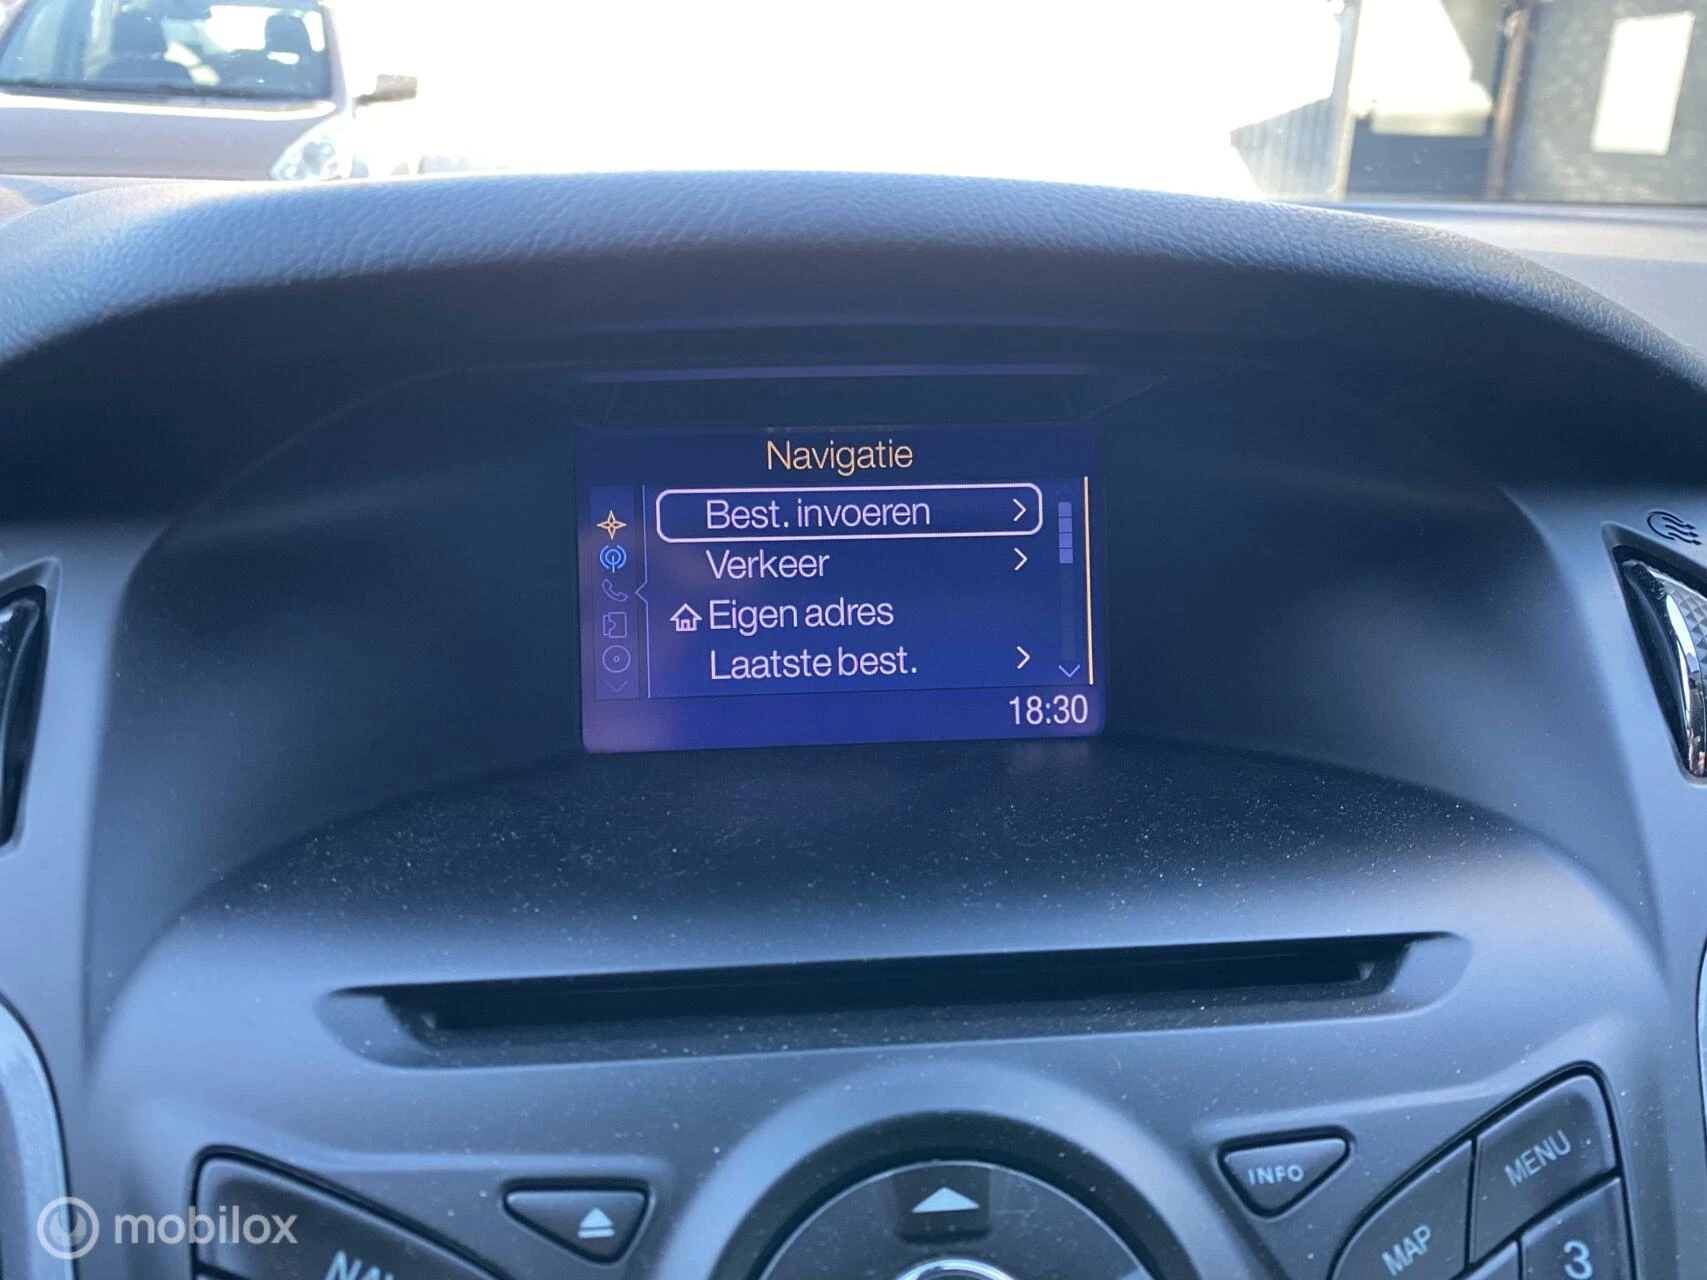 Navigatie
Best. invoeren
Verkeer
Eigen adres
Laatste best.
18:30
INFO
MENU
MAP
3
mobilox